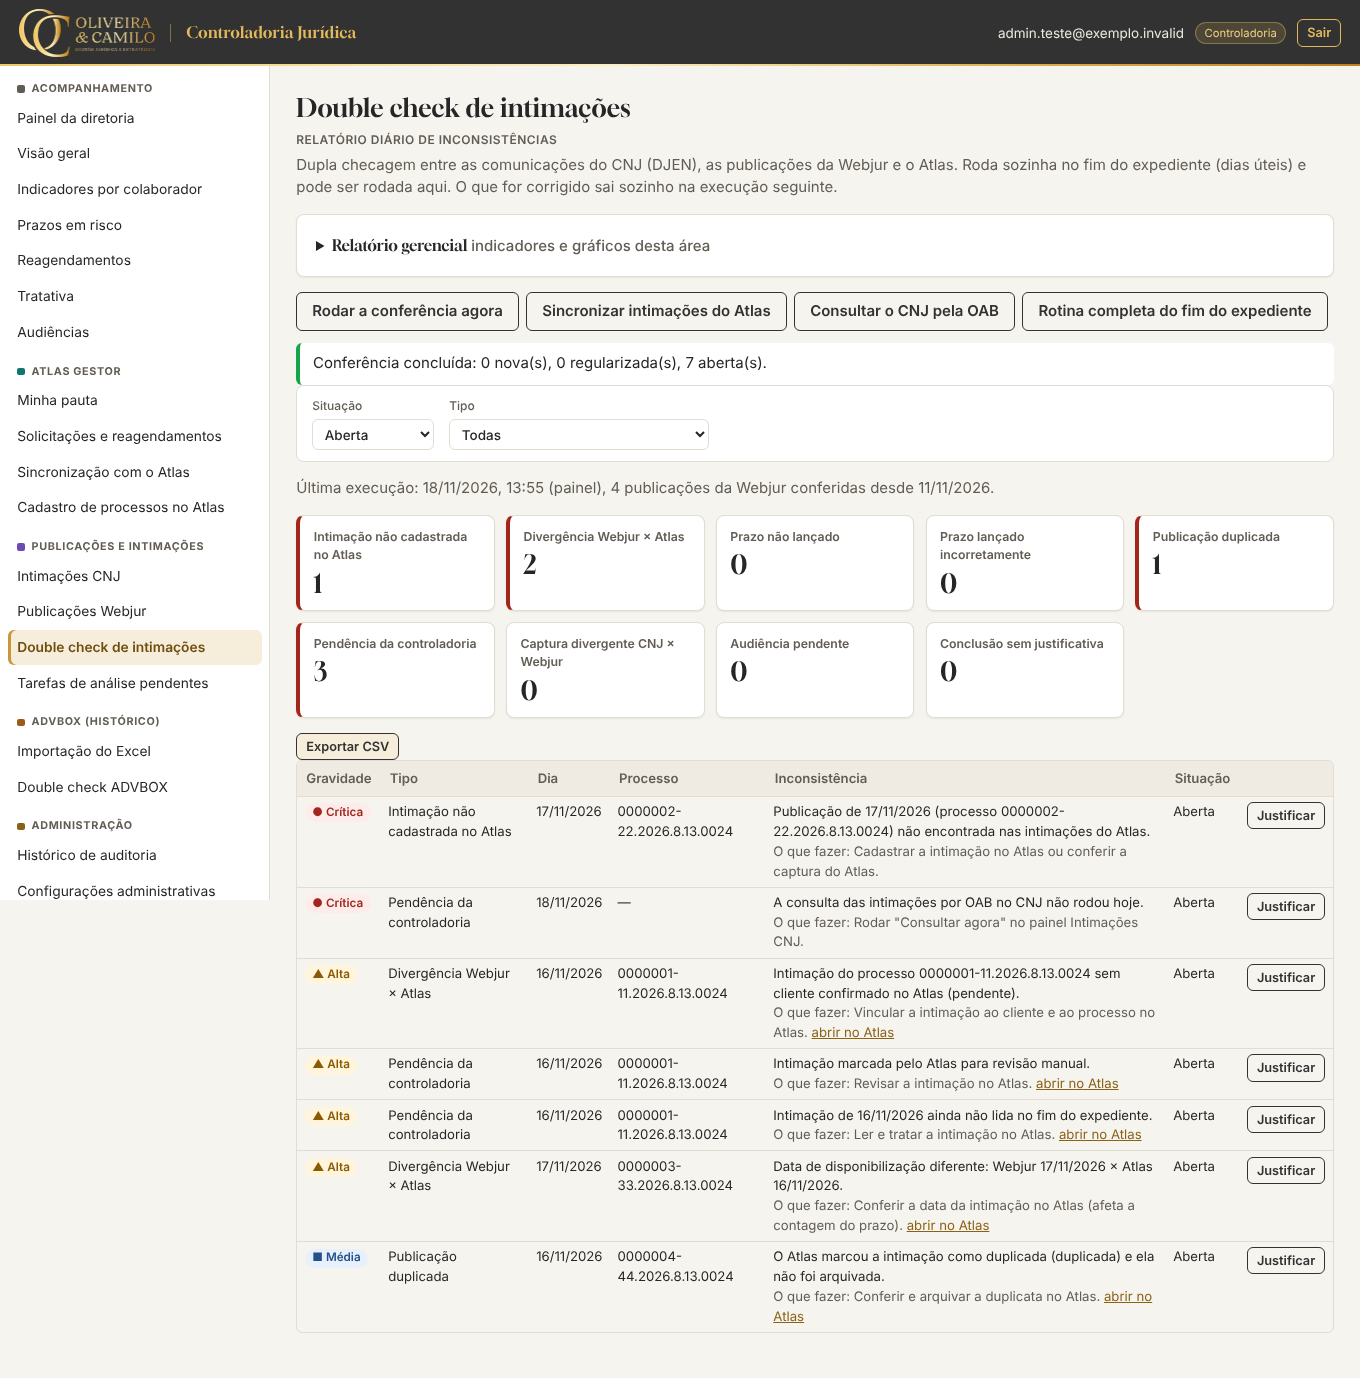 OLIVEIRA
& CAMILO
Controladoria Jurídica
admin.teste@exemplo.invalid
Controladoria
Sair
ACOMPANHAMENTO
Painel da diretoria
Visão geral
Indicadores por colaborador
Prazos em risco
Reagendamentos
Tratativa
Audiências
ATLAS GESTOR
Minha pauta
Solicitações e reagendamentos
Sincronização com o Atlas
Cadastro de processos no Atlas
PUBLICAÇÕES E INTIMAÇÕES
Intimações CNJ
Publicações Webjur
Double check de intimações
Tarefas de análise pendentes
ADVBOX (HISTÓRICO)
Importação do Excel
Double check ADVBOX
ADMINISTRAÇÃO
Histórico de auditoria
Configurações administrativas
Double check de intimações
RELATÓRIO DIÁRIO DE INCONSISTÊNCIAS
Dupla checagem entre as comunicações do CNJ (DJEN), as publicações da Webjur e o Atlas. Roda sozinha no fim do expediente (dias úteis) e
pode ser rodada aqui. O que for corrigido sai sozinho na execução seguinte.
▶ Relatório gerencial indicadores e gráficos desta área
Rodar a conferência agora
Sincronizar intimações do Atlas
Consultar o CNJ pela OAB
Rotina completa do fim do expediente
Conferência concluída: 0 nova(s), 0 regularizada(s), 7 aberta(s).
Situação
Tipo
Aberta
Todas
Última execução: 18/11/2026, 13:55 (painel), 4 publicações da Webjur conferidas desde 11/11/2026.
Intimação não cadastrada
no Atlas
1
Divergência Webjur × Atlas
2
Prazo não lançado
0
Prazo lançado
incorretamente
0
Publicação duplicada
1
Pendência da controladoria
3
Captura divergente CNJ ×
Webjur
0
Audiência pendente
0
Conclusão sem justificativa
0
Exportar CSV
Gravidade Tipo Dia Processo Inconsistência Situação
● Crítica
Intimação não
cadastrada no Atlas
17/11/2026
0000002-
22.2026.8.13.0024
Publicação de 17/11/2026 (processo 0000002-
22.2026.8.13.0024) não encontrada nas intimações do Atlas.
O que fazer: Cadastrar a intimação no Atlas ou conferir a
captura do Atlas.
Aberta
Justificar
● Crítica
Pendência da
controladoria
18/11/2026
—
A consulta das intimações por OAB no CNJ não rodou hoje.
O que fazer: Rodar "Consultar agora" no painel Intimações
CNJ.
Aberta
Justificar
▲ Alta
Divergência Webjur
× Atlas
16/11/2026
0000001-
11.2026.8.13.0024
Intimação do processo 0000001-11.2026.8.13.0024 sem
cliente confirmado no Atlas (pendente).
O que fazer: Vincular a intimação ao cliente e ao processo no
Atlas. abrir no Atlas
Aberta
Justificar
▲ Alta
Pendência da
controladoria
16/11/2026
0000001-
11.2026.8.13.0024
Intimação marcada pelo Atlas para revisão manual.
O que fazer: Revisar a intimação no Atlas. abrir no Atlas
Aberta
Justificar
▲ Alta
Pendência da
controladoria
16/11/2026
0000001-
11.2026.8.13.0024
Intimação de 16/11/2026 ainda não lida no fim do expediente.
O que fazer: Ler e tratar a intimação no Atlas. abrir no Atlas
Aberta
Justificar
▲ Alta
Divergência Webjur
× Atlas
17/11/2026
0000003-
33.2026.8.13.0024
Data de disponibilização diferente: Webjur 17/11/2026 × Atlas
16/11/2026.
O que fazer: Conferir a data da intimação no Atlas (afeta a
contagem do prazo). abrir no Atlas
Aberta
Justificar
■ Média
Publicação
duplicada
16/11/2026
0000004-
44.2026.8.13.0024
O Atlas marcou a intimação como duplicada (duplicada) e ela
não foi arquivada.
O que fazer: Conferir e arquivar a duplicata no Atlas. abrir no
Atlas
Aberta
Justificar